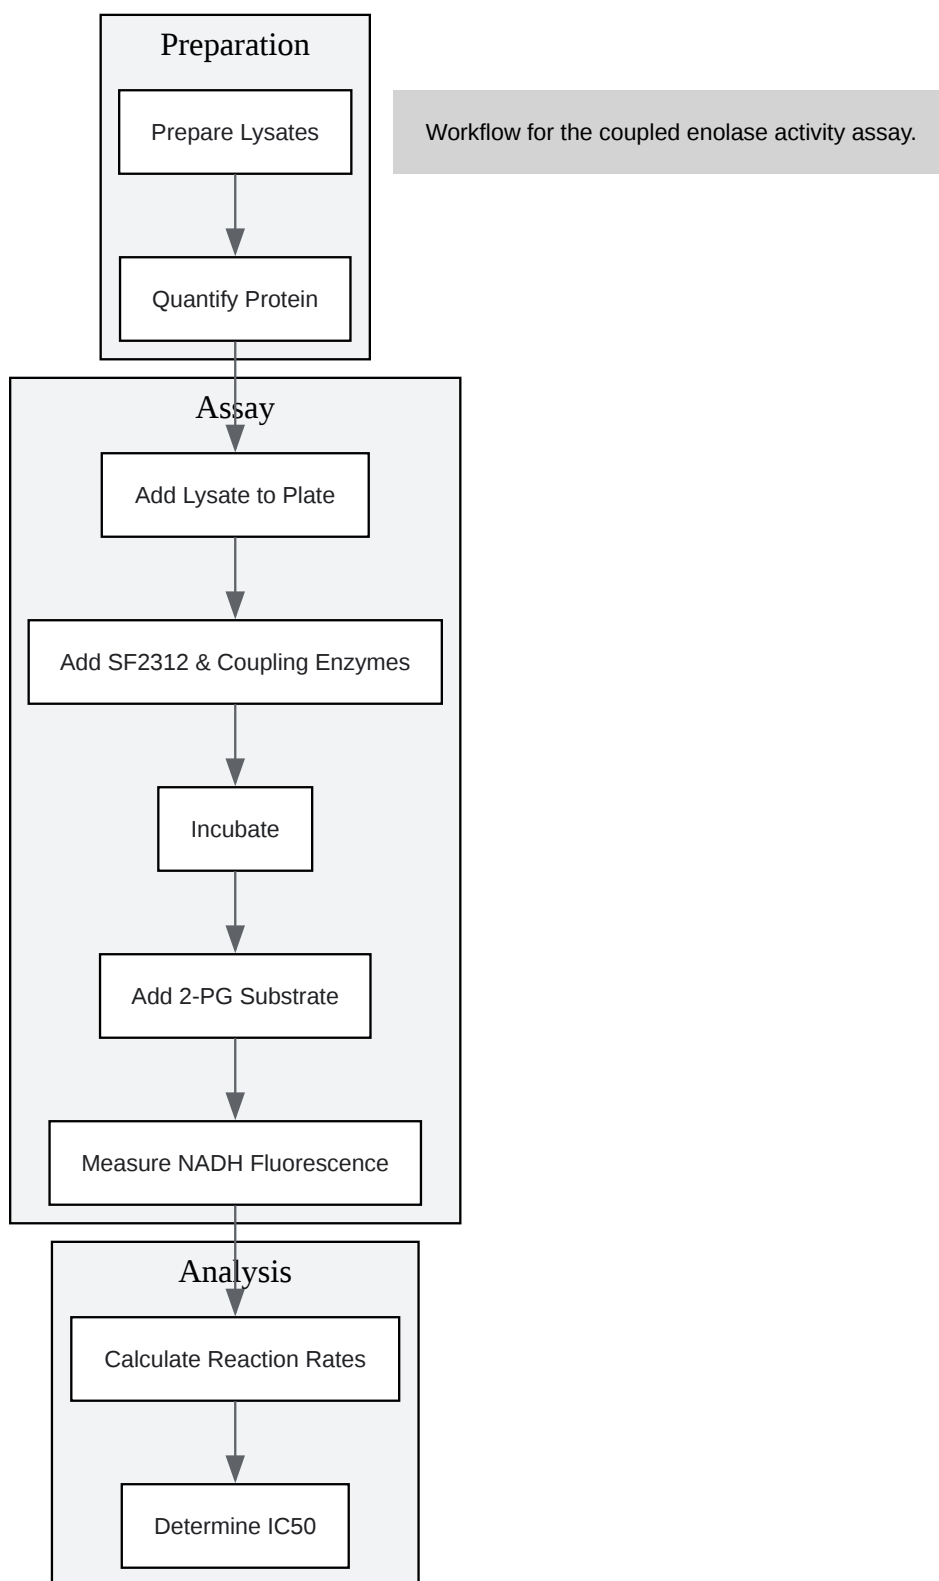 Preparation
Prepare Lysates
Workflow for the coupled enolase activity assay.
Quantify Protein
Assay
Add Lysate to Plate
Add SF2312 & Coupling Enzymes
Incubate
Add 2-PG Substrate
Measure NADH Fluorescence
Analysis
Calculate Reaction Rates
Determine IC50